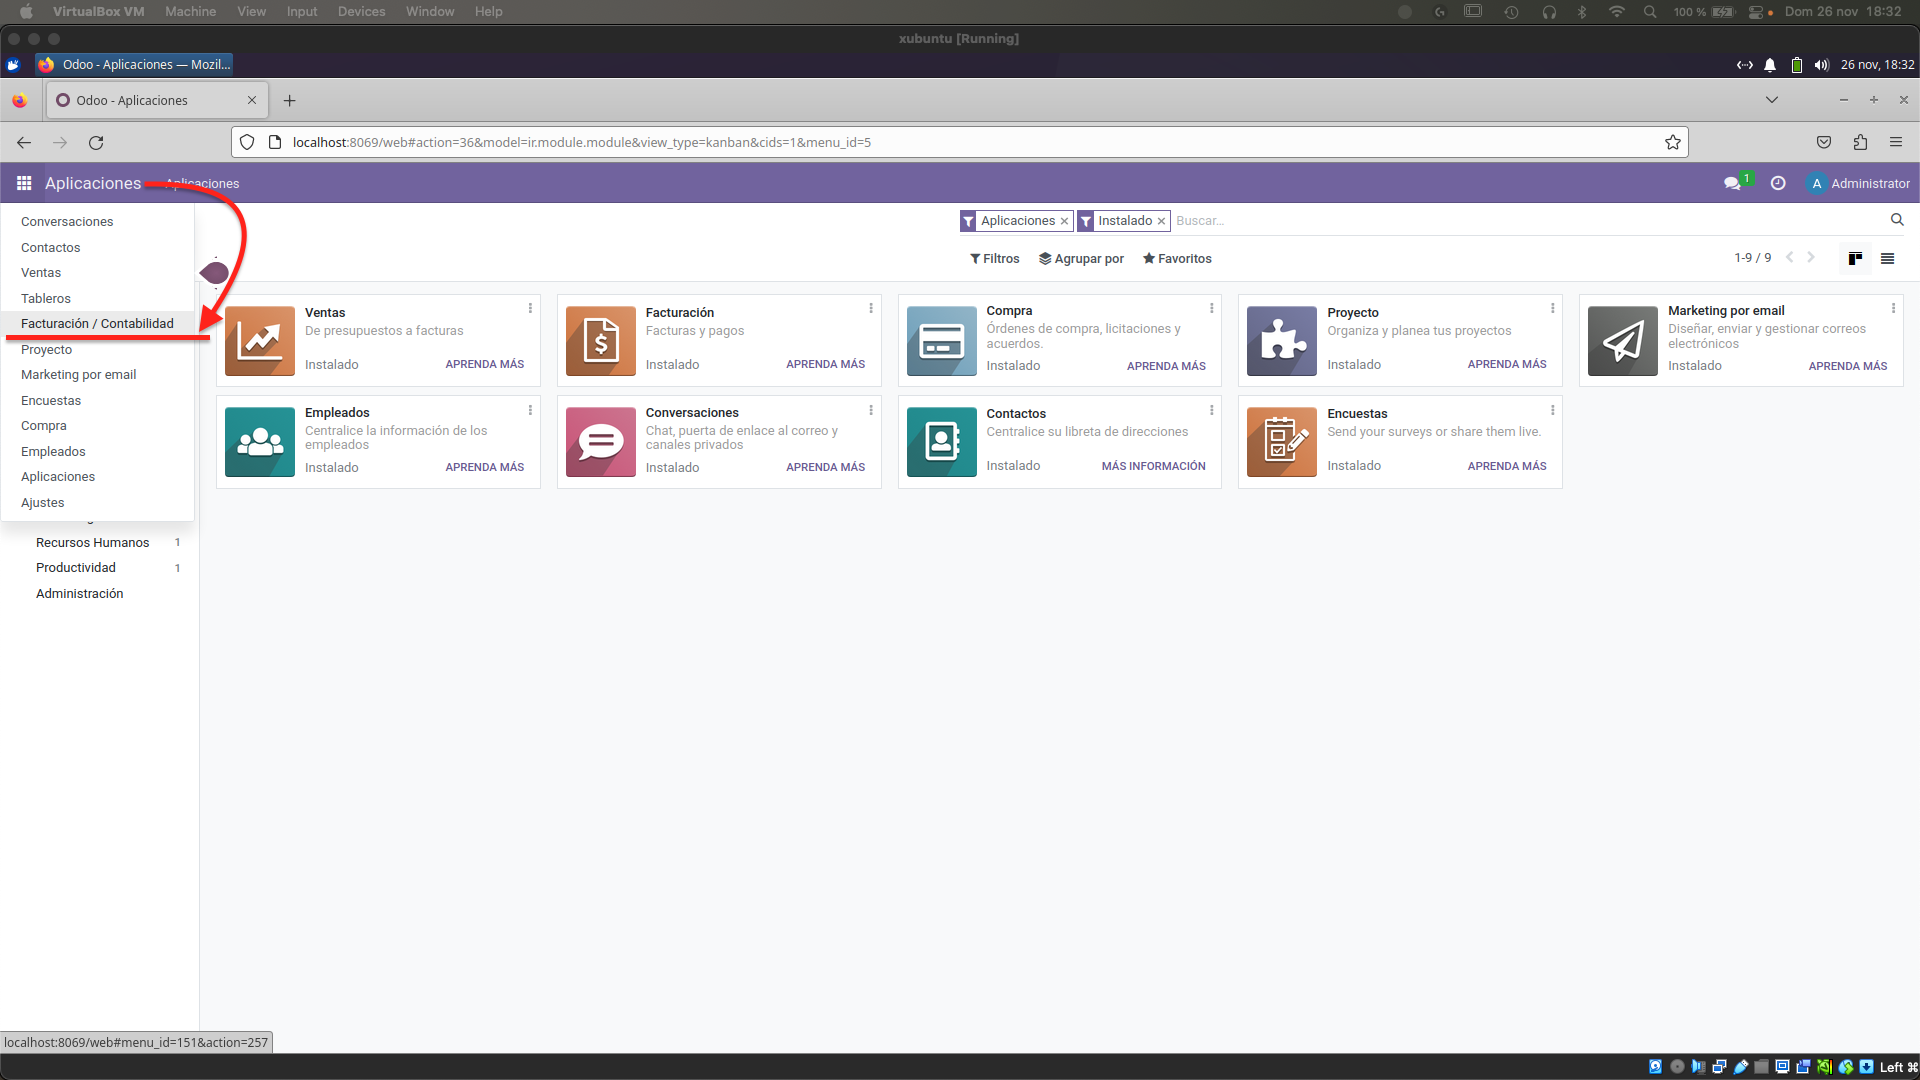 VirtualBox VM Machine View Input Devices Window Help
100 % Dom 26 nov 18:32
xubuntu [Running]
Odoo - Aplicaciones — Mozil...
26 nov, 18:32
Odoo - Aplicaciones
localhost:8069/web#action=36&model=ir.module.module&view_type=kanban&cids=1&menu_id=5
Aplicaciones
Aplicaciones
1
A Administrator
Conversaciones
Contactos
Ventas
Tableros
Facturación / Contabilidad
Proyecto
Marketing por email
Encuestas
Compra
Empleados
Aplicaciones
Ajustes
Recursos Humanos 1
Productividad 1
Administración
Aplicaciones × Instalado × Buscar...
Filtros Agrupar por Favoritos
1-9 / 9
Ventas
De presupuestos a facturas
Instalado APRENDA MÁS
Facturación
Facturas y pagos
Instalado APRENDA MÁS
Compra
Órdenes de compra, licitaciones y
acuerdos.
Instalado APRENDA MÁS
Proyecto
Organiza y planea tus proyectos
Instalado APRENDA MÁS
Marketing por email
Diseñar, enviar y gestionar correos
electrónicos
Instalado APRENDA MÁS
Empleados
Centralice la información de los
empleados
Instalado APRENDA MÁS
Conversaciones
Chat, puerta de enlace al correo y
canales privados
Instalado APRENDA MÁS
Contactos
Centralice su libreta de direcciones
Instalado MÁS INFORMACIÓN
Encuestas
Send your surveys or share them live.
Instalado APRENDA MÁS
localhost:8069/web#menu_id=151&action=257
Left ⌘